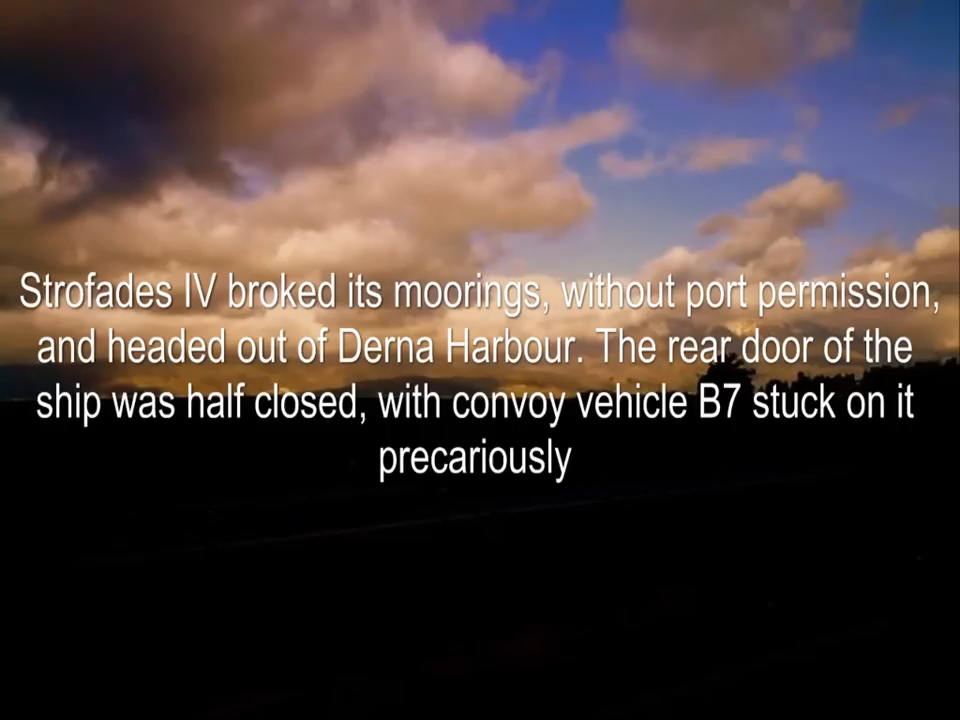 Strofades IV broked its moorings, without port permission,
and headed out of Derna Harbour. The rear door of the
ship was half closed, with convoy vehicle B7 stuck on it
precariously